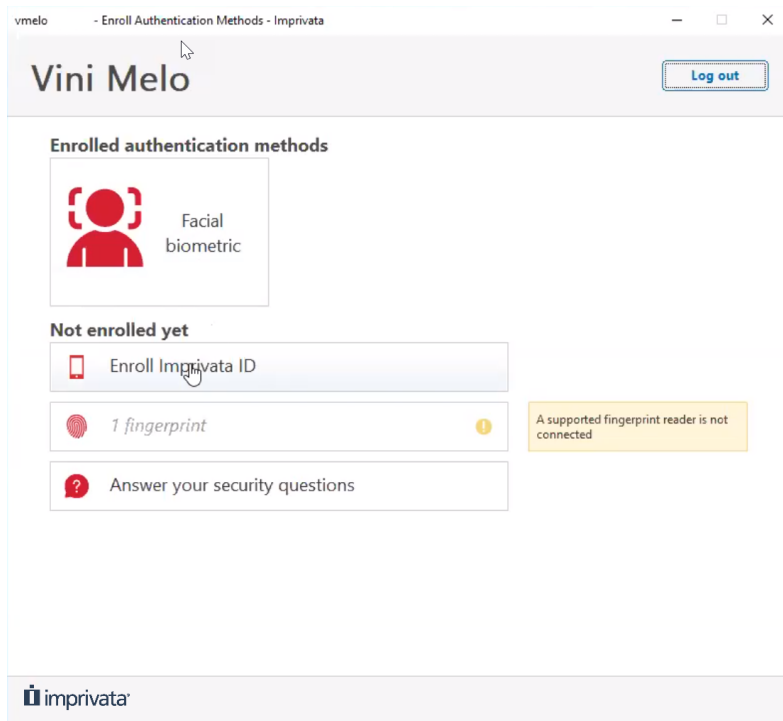 vmelo - Enroll Authentication Methods - Imprivata
Vini Melo
Log out
Enrolled authentication methods
Facial
biometric
Not enrolled yet
Enroll Imprivata ID
1 fingerprint
A supported fingerprint reader is not
connected
Answer your security questions
imprivata